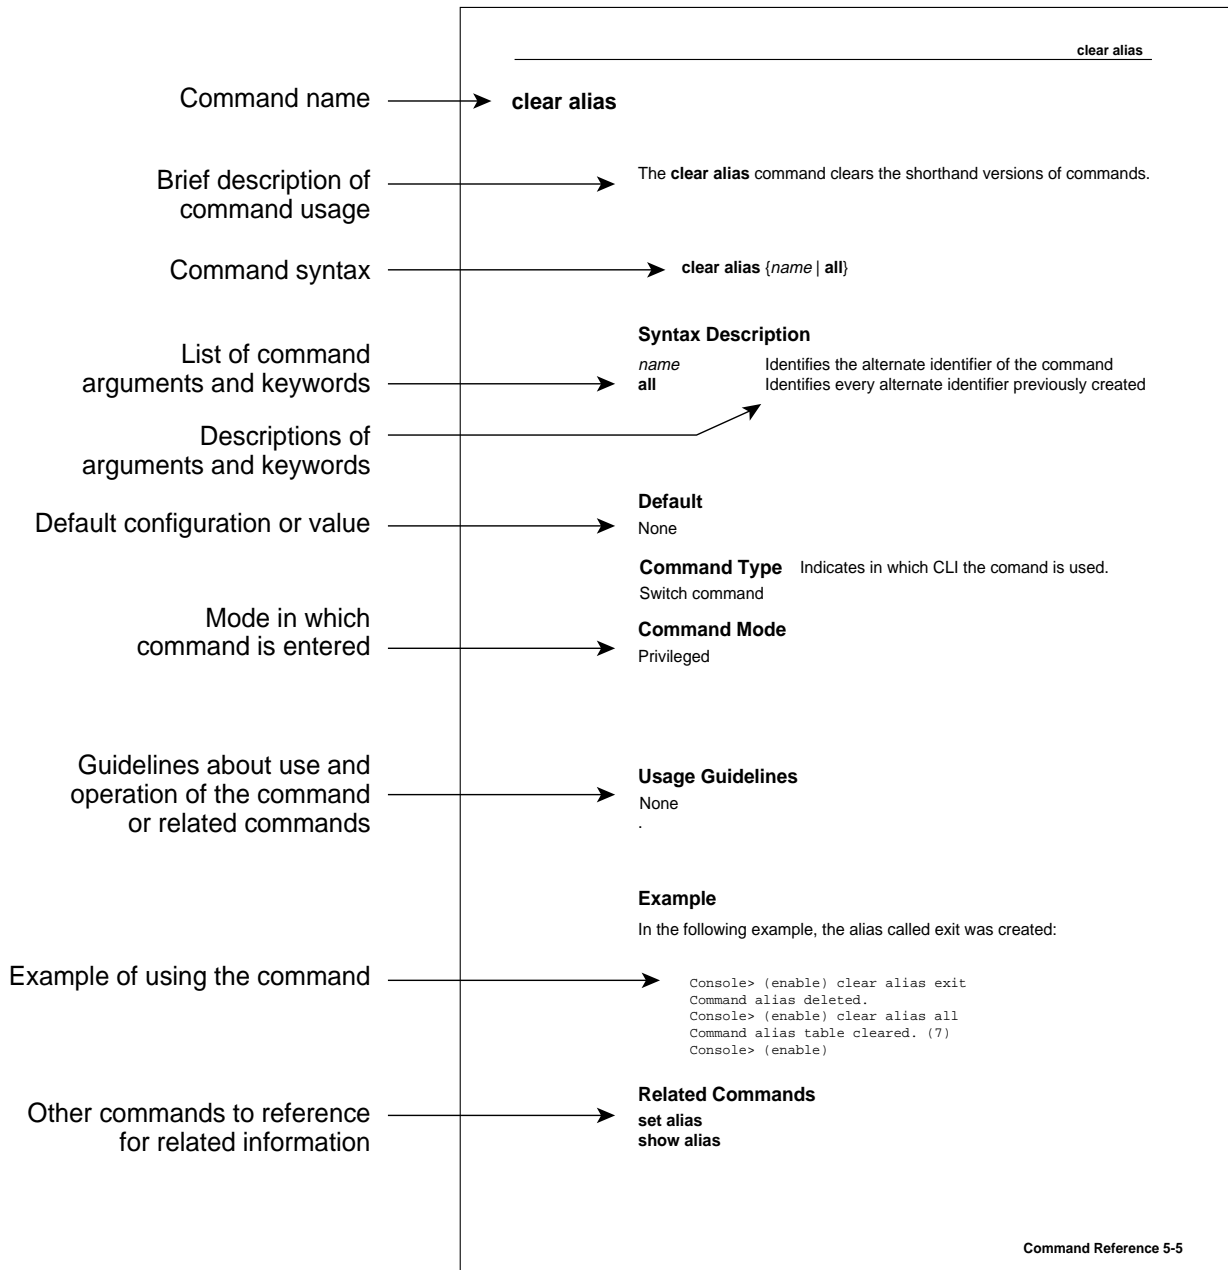 clear alias
Command name
clear alias
Brief description of
command usage
The clear alias command clears the shorthand versions of commands.
Command syntax
clear alias {name | all}
Syntax Description
List of command
arguments and keywords
name Identifies the alternate identifier of the command
all Identifies every alternate identifier previously created
Descriptions of
arguments and keywords
Default
Default configuration or value
None
Command Type Indicates in which CLI the comand is used.
Switch command
Mode in which
command is entered
Command Mode
Privileged
Guidelines about use and
operation of the command
or related commands
Usage Guidelines
None
.
Example
In the following example, the alias called exit was created:
Example of using the command
Console> (enable) clear alias exit
Command alias deleted.
Console> (enable) clear alias all
Command alias table cleared. (7)
Console> (enable)
Other commands to reference
for related information
Related Commands
set alias
show alias
Command Reference 5-5